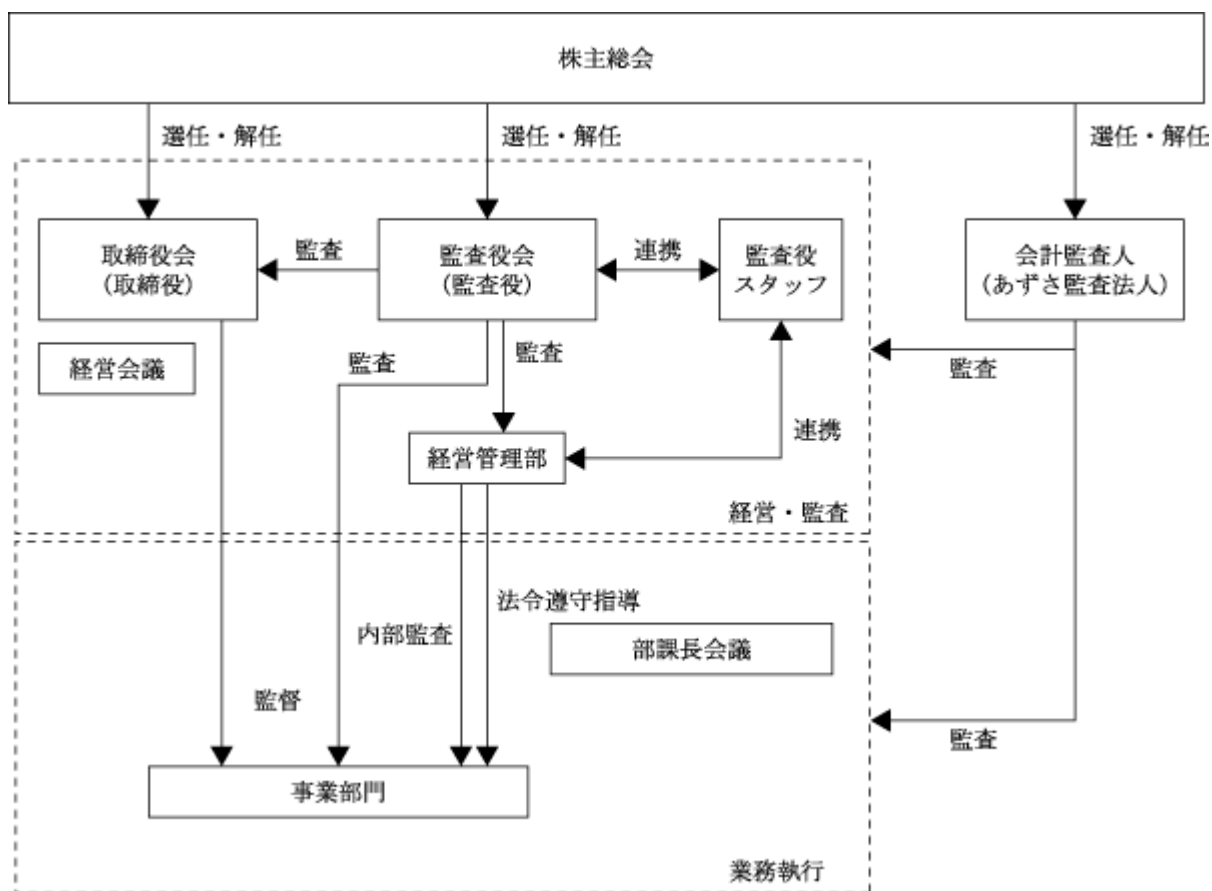 株主総会
選任・解任
選任・解任
選任・解任
取締役会
(取締役)
監査
監査役会
(監査役)
連携
監査役
スタッフ
会計監査人
(あずさ監査法人)
経営会議
監査
監査
監査
経営管理部
連携
経営・監査
法令遵守指導
内部監査
部課長会議
監督
監査
事業部門
業務執行